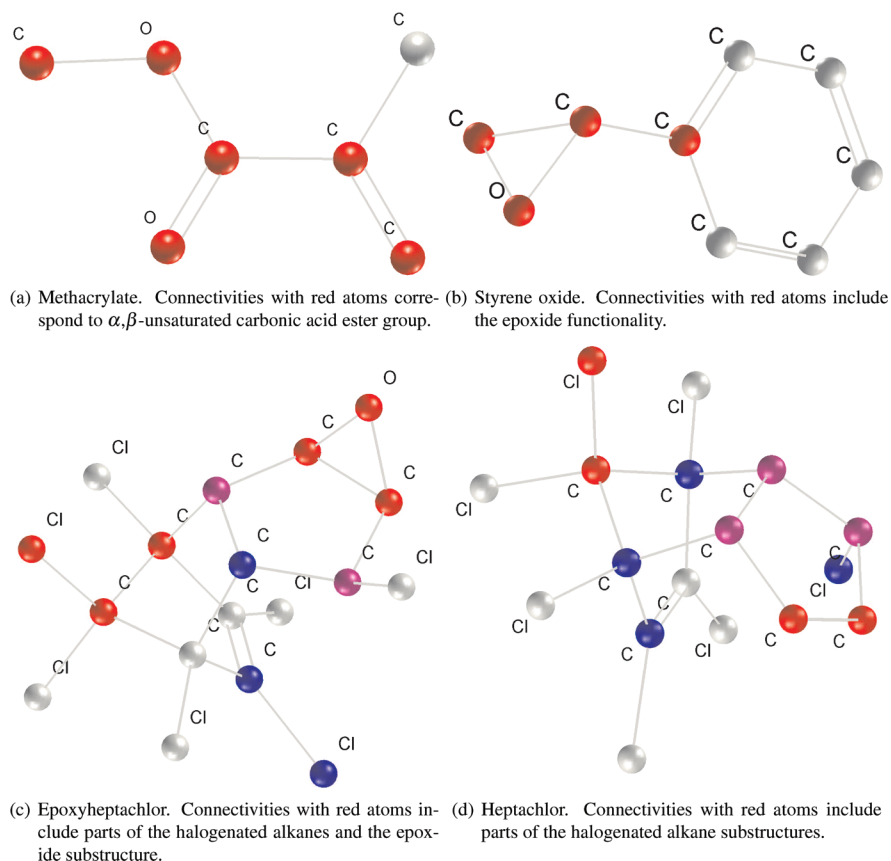 C
O
C
C
C
O
C
C
C
C
C
C
C
O
C
C
(a) Methacrylate. Connectivities with red atoms corre-
spond to α,β-unsaturated carbonic acid ester group.
(b) Styrene oxide. Connectivities with red atoms include
the epoxide functionality.
O
C
Cl
C
C
Cl
C
C
C
Cl
C
C
Cl
C
C
Cl
Cl
Cl
(c) Epoxyheptachlor. Connectivities with red atoms in-
clude parts of the halogenated alkanes and the epox-
ide substructure.
Cl
Cl
C
C
C
Cl
C
C
C
Cl
C
Cl
C
C
Cl
C
(d) Heptachlor. Connectivities with red atoms include
parts of the halogenated alkane substructures.